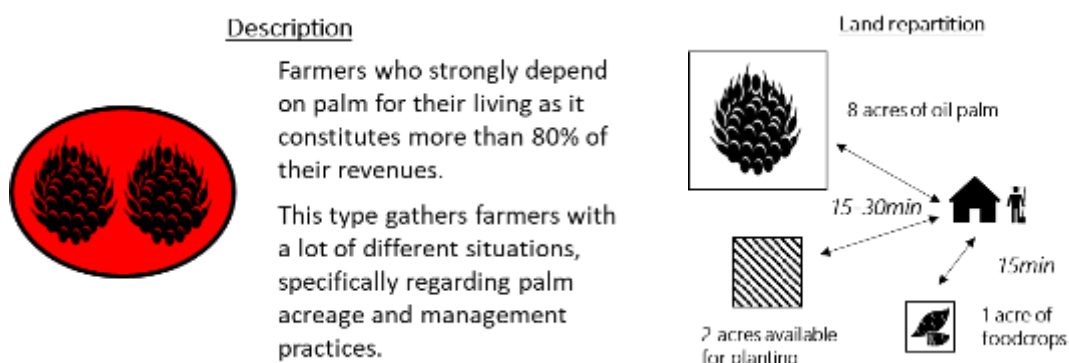 Description
Farmers who strongly depend
on palm for their living as it
constitutes more than 80% of
their revenues.
This type gathers farmers with
a lot of different situations,
specifically regarding palm
acreage and management
practices.
Land repartition
8 acres of oil palm
15-30min
15min
2 acres available
for planting
1 acre of
foodcrops